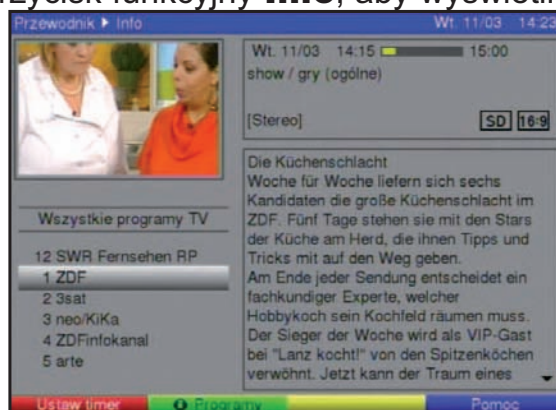 rzycisk funkcyjny Info, aby wyświetli
Przewodnik ▶ Info
Wt. 11/03 14:23
Wt. 11/03 14:15 15:00
show / gry (ogólne)
[Stereo] SD 16:9
Wszystkie programy TV
12 SWR Fernsehen RP
1 ZDF
2 3sat
3 neo/KiKa
4 ZDFinfokanal
5 arte
Die Küchenschlacht
Woche für Woche liefern sich sechs
Kandidaten die große Küchenschlacht im
ZDF. Fünf Tage stehen sie mit den Stars
der Küche am Herd, die ihnen Tipps und
Tricks mit auf den Weg geben.
Am Ende jeder Sendung entscheidet ein
fachkundiger Experte, welcher
Hobbykoch sein Kochfeld räumen muss.
Der Sieger der Woche wird als VIP-Gast
bei "Lanz kocht!" von den Spitzenköchen
verwöhnt. Jetzt kann der Traum eines
Ustaw timer Programy Pomoc